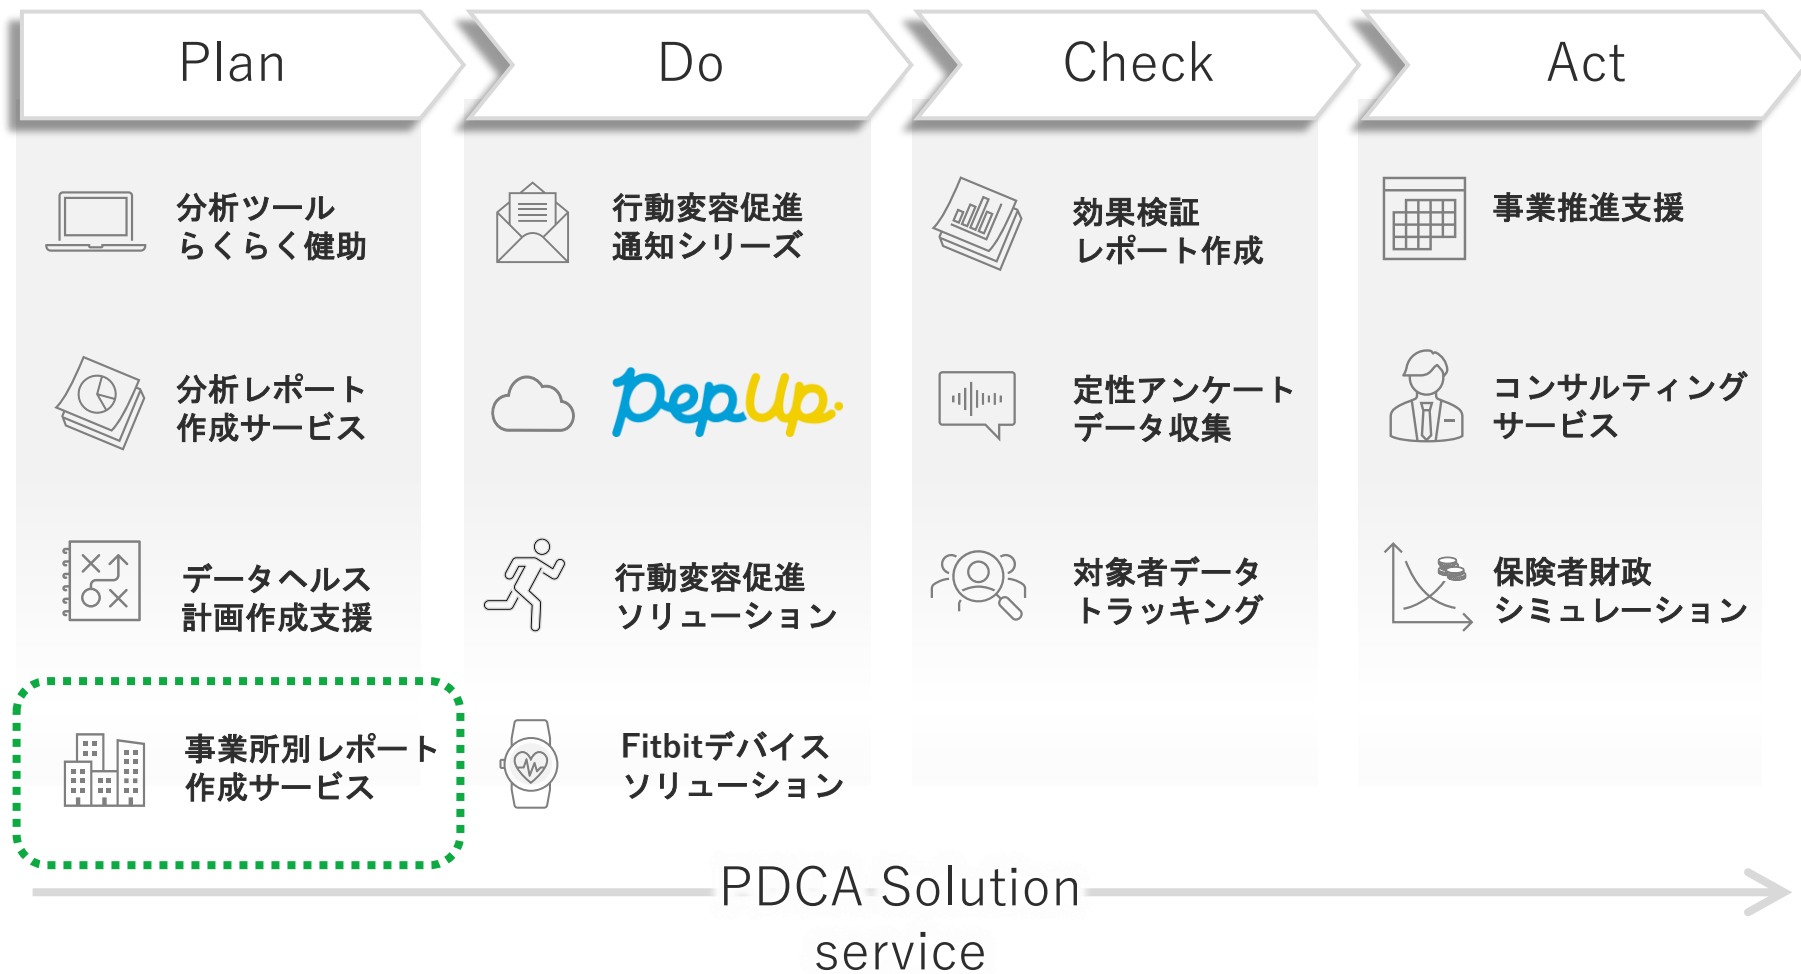 Plan
Do
Check
Act
分析ツール
らくらく健助
分析レポート
作成サービス
データヘルス
計画作成支援
事業所別レポート
作成サービス
行動変容促進
通知シリーズ
PepUp.
行動変容促進
ソリューション
Fitbitデバイス
ソリューション
効果検証
レポート作成
定性アンケート
データ収集
対象者データ
トラッキング
事業推進支援
コンサルティング
サービス
保険者財政
シミュレーション
PDCA Solution
service